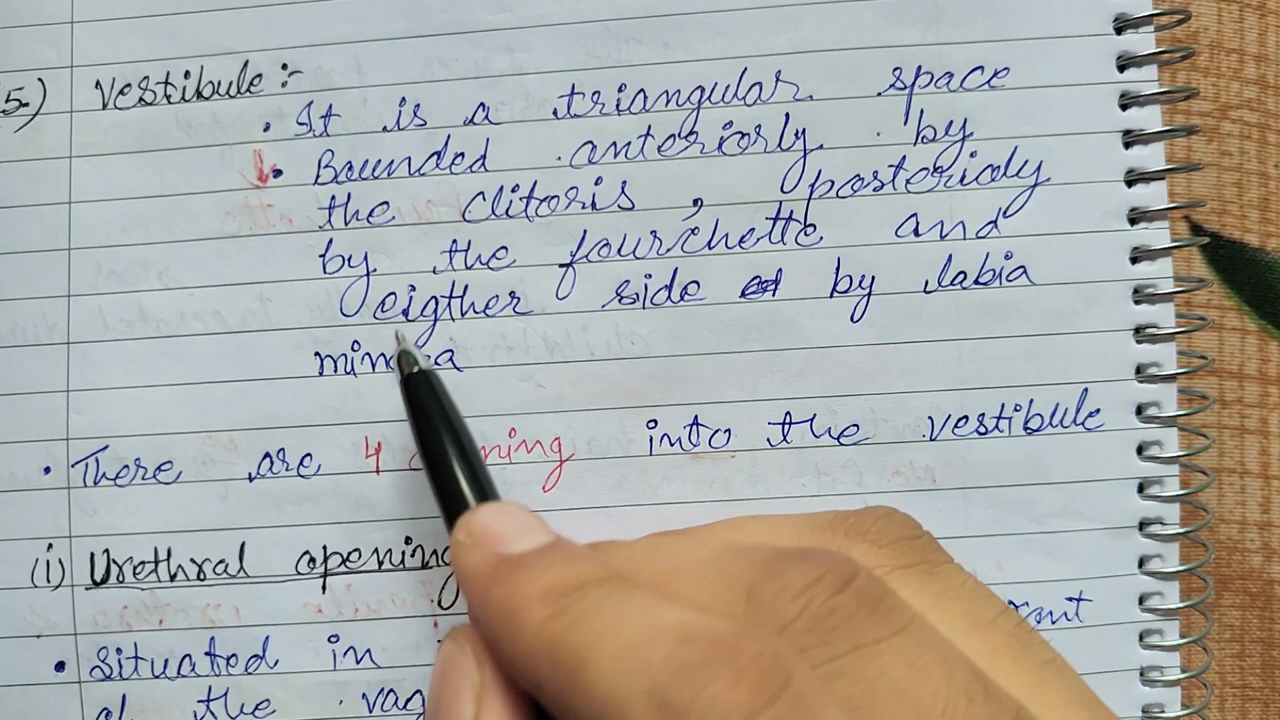 5.) Vestibule :-
. It is a triangular space
. Bounded anteriorly by
the clitoris , posteriorly
by the fourchette and
eigther side by labia
minora
. There are 4 opening into the vestibule
(i) Urethral opening
. Situated in
of the